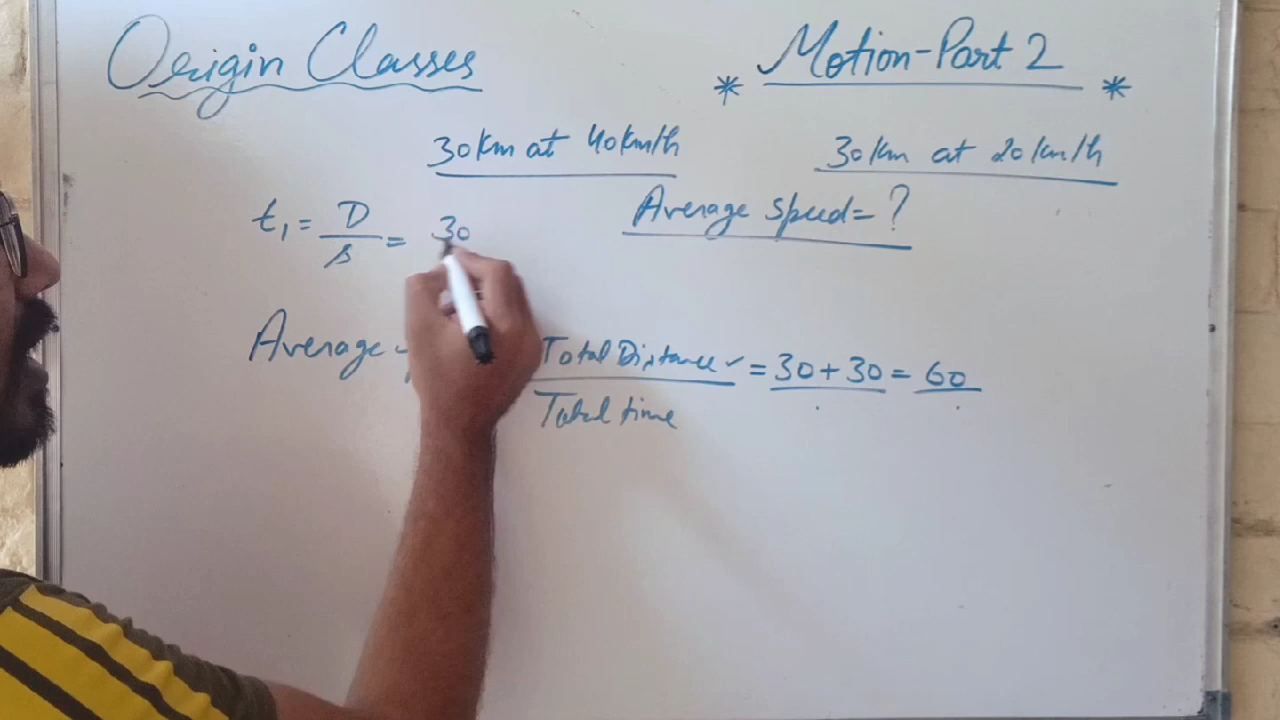 Origin Classes
Motion-Part 2
30km at 40km/h
30km at 20km/h
Average speed = ?
t₁ = D/s = 30
Average
Total Distance ✓ = 30 + 30 = 60
Total time